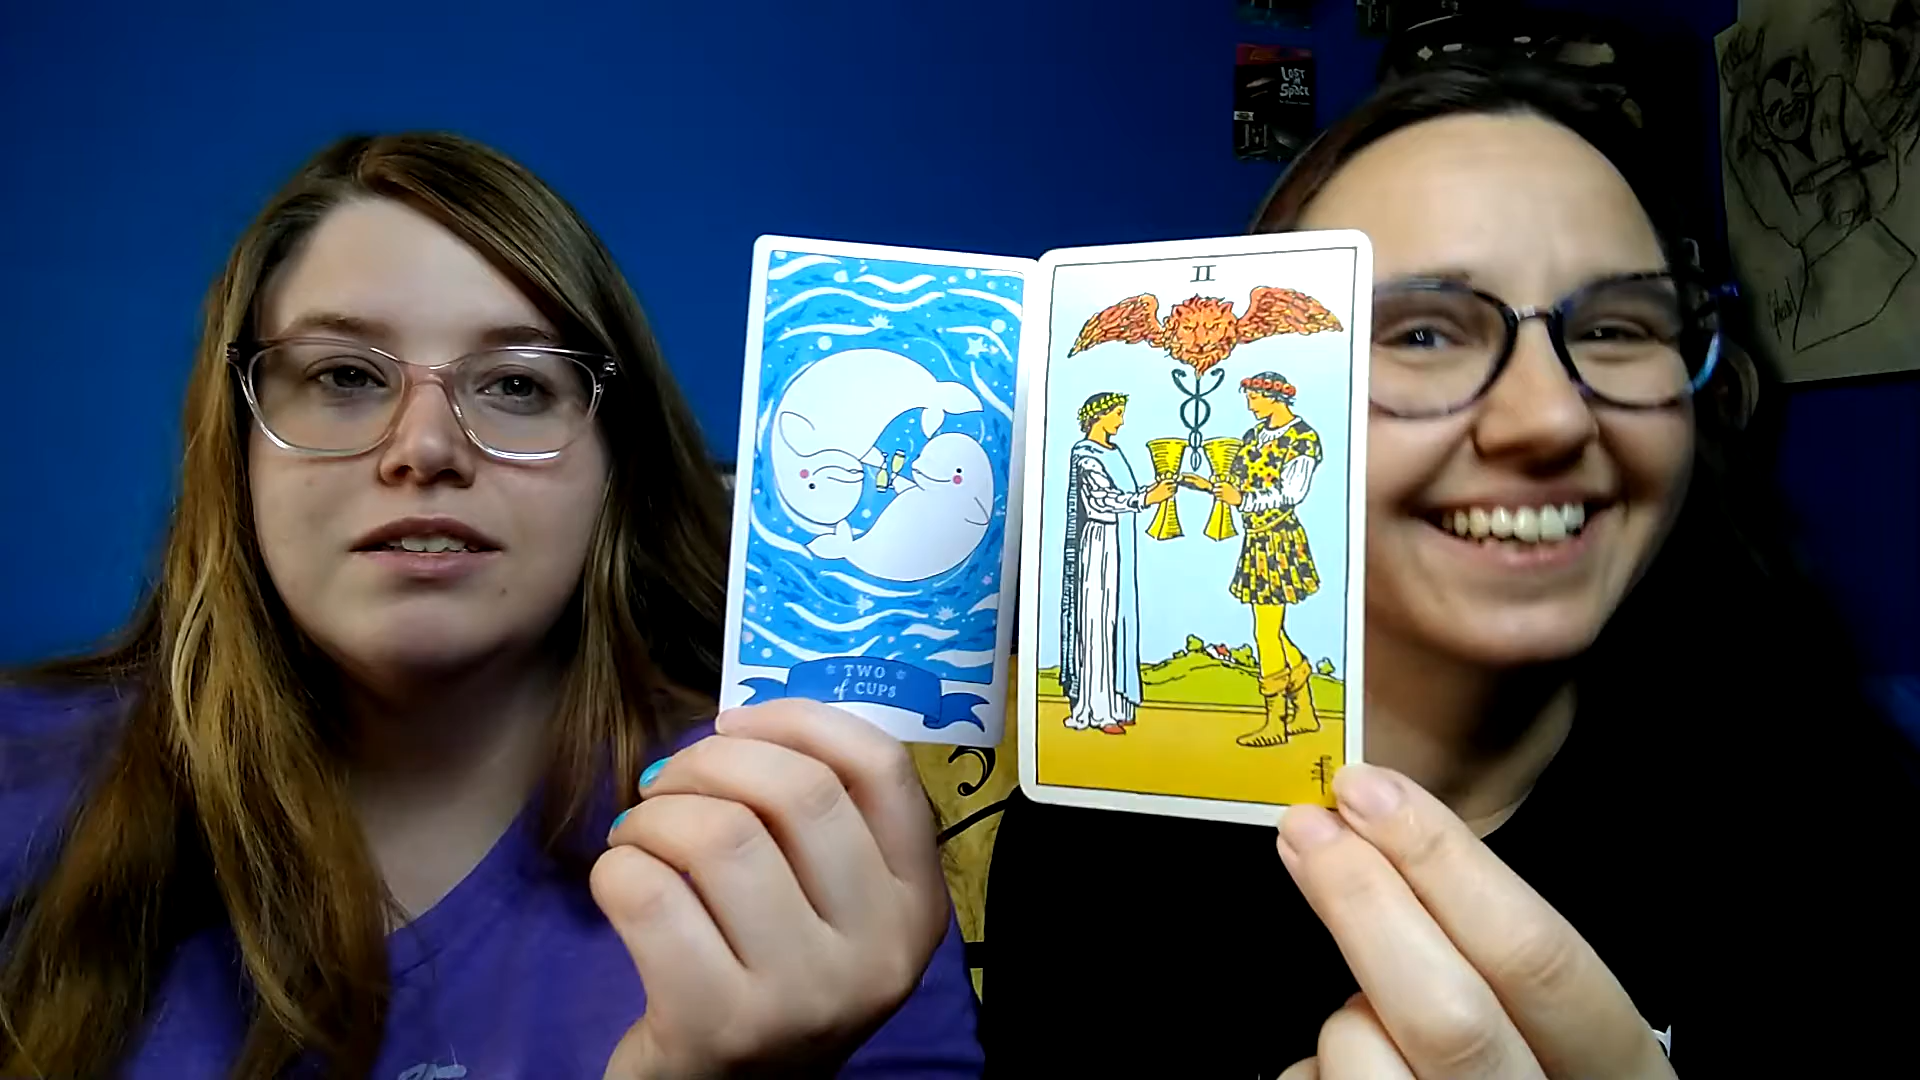 LOST
IN
SPACE
II
TWO
of CUPS